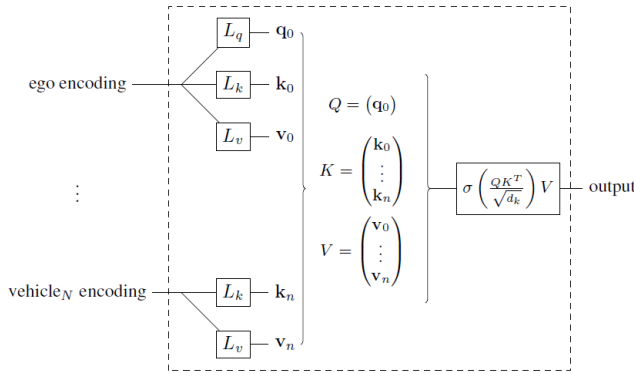 L_q q_0
ego encoding L_k k_0
L_v v_0
⋮
vehicle_N encoding L_k k_n
L_v v_n
Q = (q_0)
K = (k_0 ⋮ k_n)
V = (v_0 ⋮ v_n)
σ(QK^T / √d_k) V
output